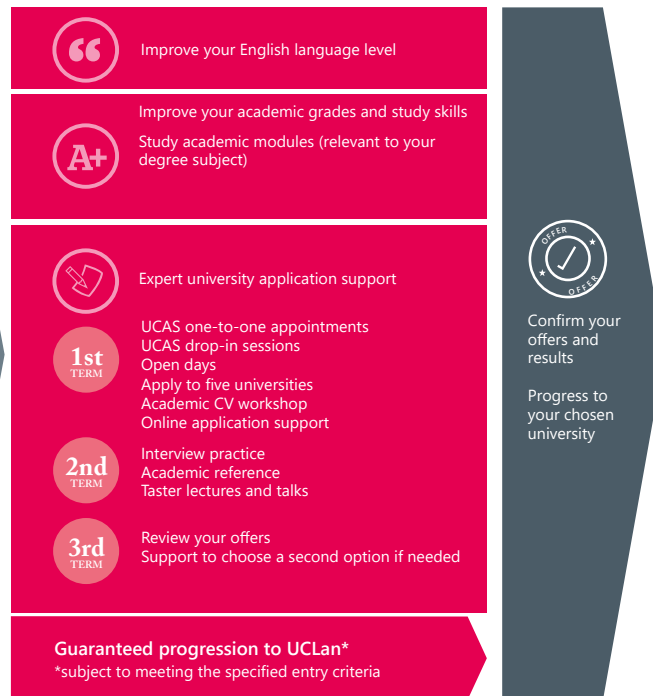 Improve your English language level
A+
Improve your academic grades and study skills
Study academic modules (relevant to your
degree subject)
Expert university application support
1st
TERM
UCAS one-to-one appointments
UCAS drop-in sessions
Open days
Apply to five universities
Academic CV workshop
Online application support
2nd
TERM
Interview practice
Academic reference
Taster lectures and talks
3rd
TERM
Review your offers
Support to choose a second option if needed
Guaranteed progression to UCLan*
*subject to meeting the specified entry criteria
OFFER
OFFER
Confirm your
offers and
results
Progress to
your chosen
university